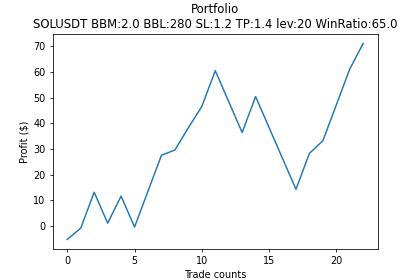 Portfolio
SOLUSDT BBM:2.0 BBL:280 SL:1.2 TP:1.4 lev:20 WinRatio:65.0
70
60
50
40
30
20
10
0
Profit ($)
0 5 10 15 20
Trade counts